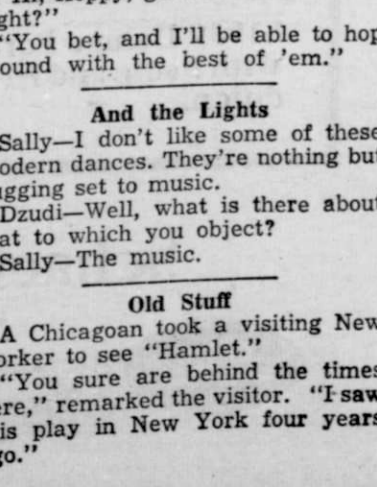 ght?"
"You bet, and I'll be able to hop
ound with the best of 'em."
And the Lights
Sally—I don't like some of these
odern dances. They're nothing but
gging set to music.
Dzudi—Well, what is there about
at to which you object?
Sally—The music.
Old Stuff
A Chicagoan took a visiting New
orker to see "Hamlet."
"You sure are behind the times
ere," remarked the visitor. "I saw
is play in New York four years
go."